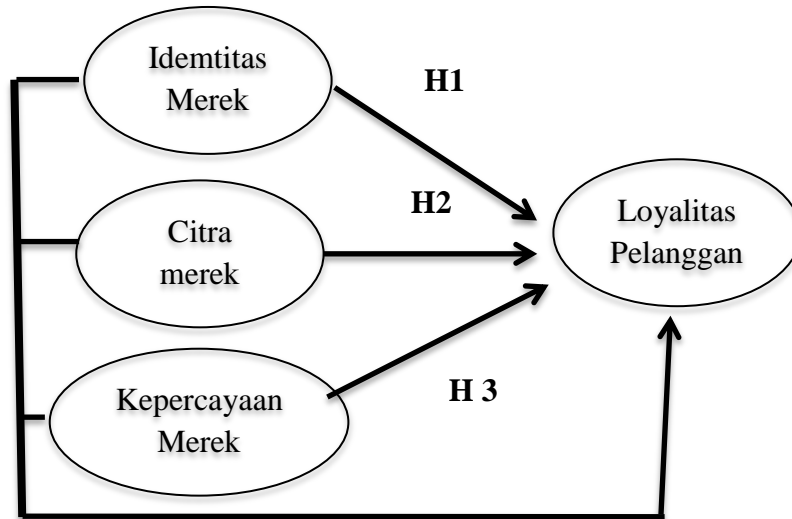 Idemtitas
Merek
H1
Citra
merek
H2
Loyalitas
Pelanggan
Kepercayaan
Merek
H 3